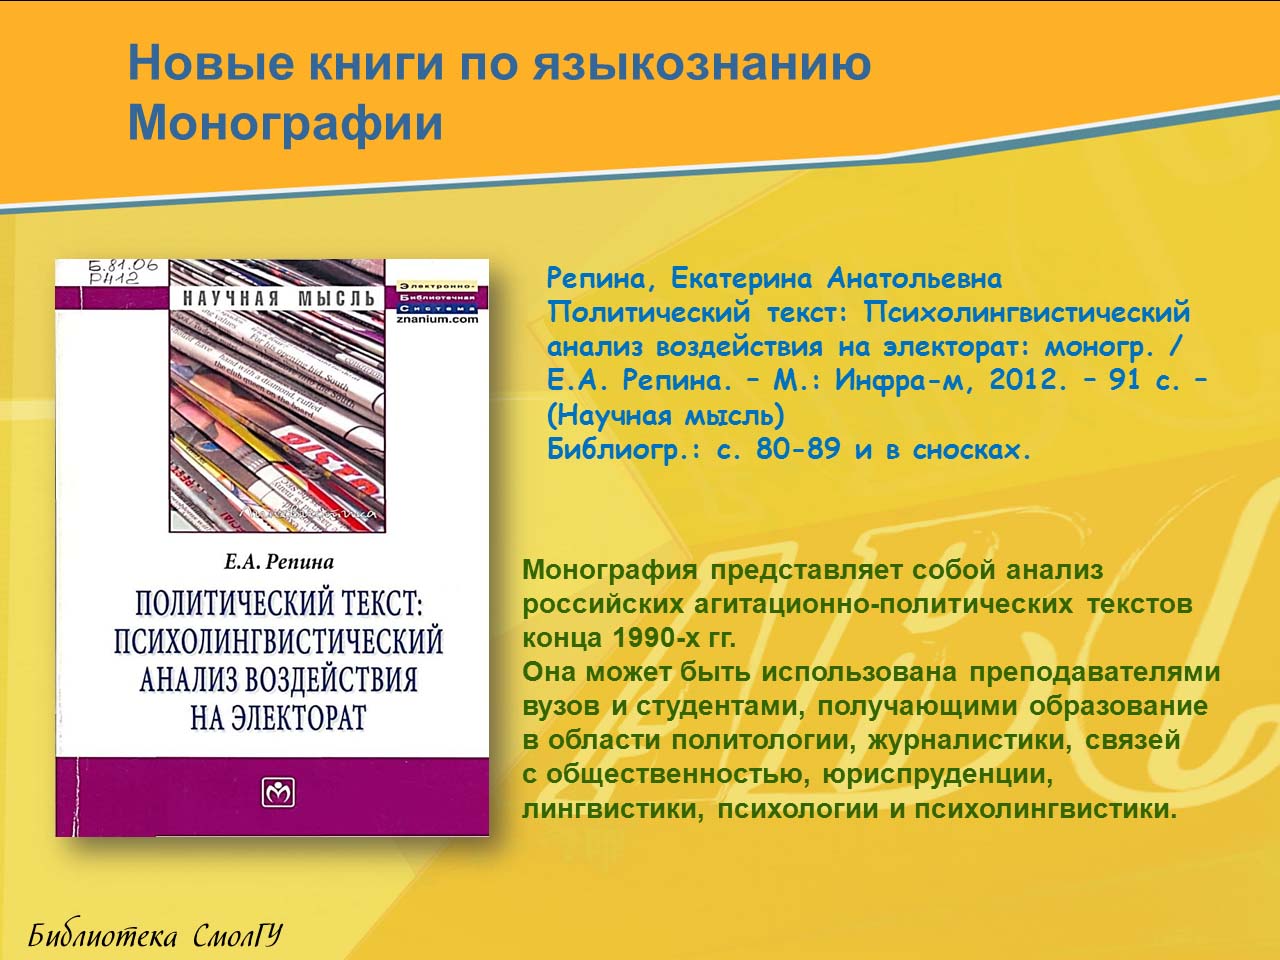 Новые книги по языкознанию
Монографии
Б.81.06
Р412
НАУЧНАЯ МЫСЛЬ
Электронно-
Библиотечная
Система
znanium.com
Е.А. Репина
ПОЛИТИЧЕСКИЙ ТЕКСТ:
ПСИХОЛИНГВИСТИЧЕСКИЙ
АНАЛИЗ ВОЗДЕЙСТВИЯ
НА ЭЛЕКТОРАТ
Репина, Екатерина Анатольевна
Политический текст: Психолингвистический
анализ воздействия на электорат: моногр. /
Е.А. Репина. – М.: Инфра-м, 2012. – 91 с. –
(Научная мысль)
Библиогр.: с. 80-89 и в сносках.
Монография представляет собой анализ
российских агитационно-политических текстов
конца 1990-х гг.
Она может быть использована преподавателями
вузов и студентами, получающими образование
в области политологии, журналистики, связей
с общественностью, юриспруденции,
лингвистики, психологии и психолингвистики.
Библиотека СмолГУ